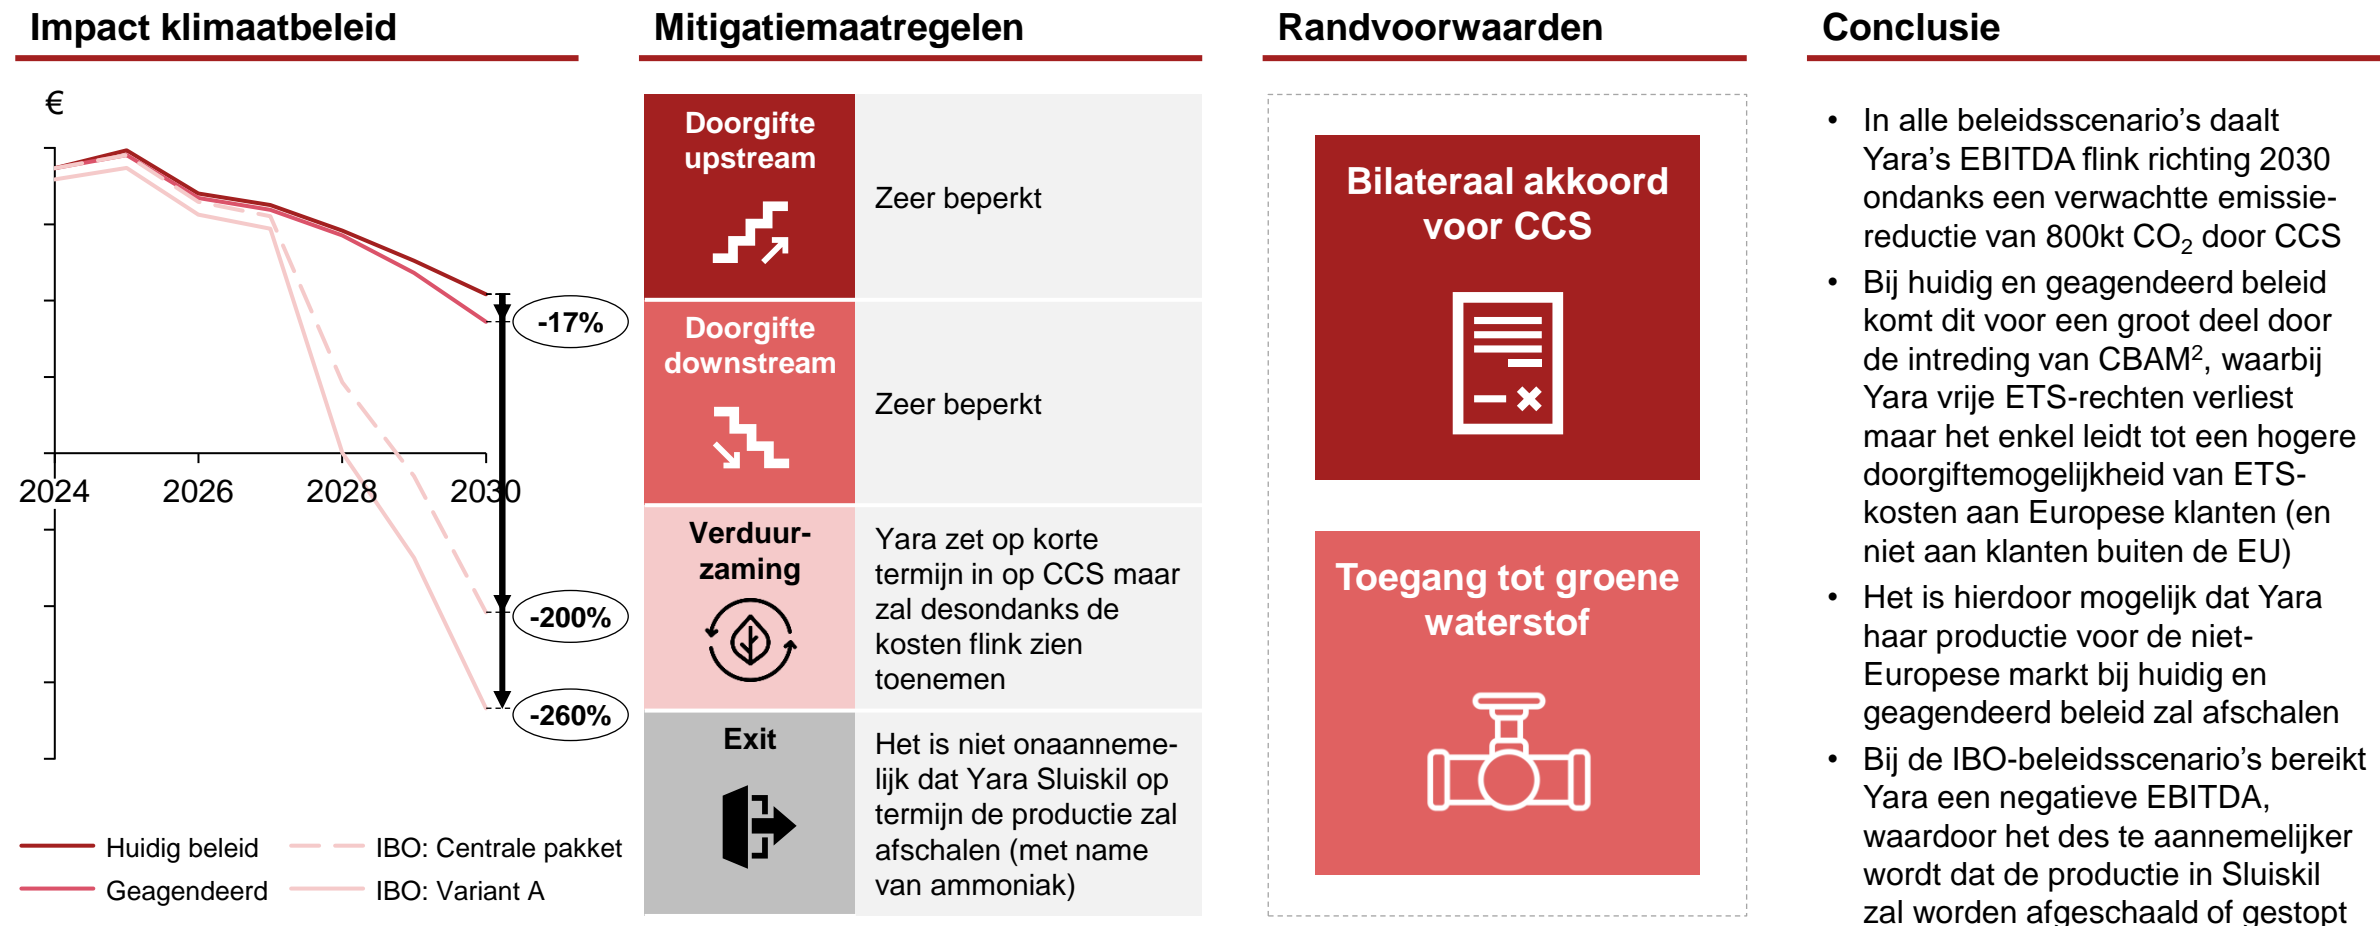 Impact klimaatbeleid
€
2024
2026
2028
2030
-17%
-200%
-260%
Huidig beleid
IBO: Centrale pakket
Geagendeerd
IBO: Variant A
Mitigatiemaatregelen
Doorgifte
upstream
Zeer beperkt
Doorgifte
downstream
Zeer beperkt
Verduur-
zaming
Yara zet op korte
termijn in op CCS maar
zal desondanks de
kosten flink zien
toenemen
Exit
Het is niet onaanneme-
lijk dat Yara Sluiskil op
termijn de productie zal
afschalen (met name
van ammoniak)
Randvoorwaarden
Bilateraal akkoord
voor CCS
Toegang tot groene
waterstof
Conclusie
• In alle beleidsscenario’s daalt
Yara’s EBITDA flink richting 2030
ondanks een verwachtte emissie-
reductie van 800kt CO₂ door CCS
• Bij huidig en geagendeerd beleid
komt dit voor een groot deel door
de intreding van CBAM², waarbij
Yara vrije ETS-rechten verliest
maar het enkel leidt tot een hogere
doorgiftemogelijkheid van ETS-
kosten aan Europese klanten (en
niet aan klanten buiten de EU)
• Het is hierdoor mogelijk dat Yara
haar productie voor de niet-
Europese markt bij huidig en
geagendeerd beleid zal afschalen
• Bij de IBO-beleidsscenario’s bereikt
Yara een negatieve EBITDA,
waardoor het des te aannemelijker
wordt dat de productie in Sluiskil
zal worden afgeschaald of gestopt